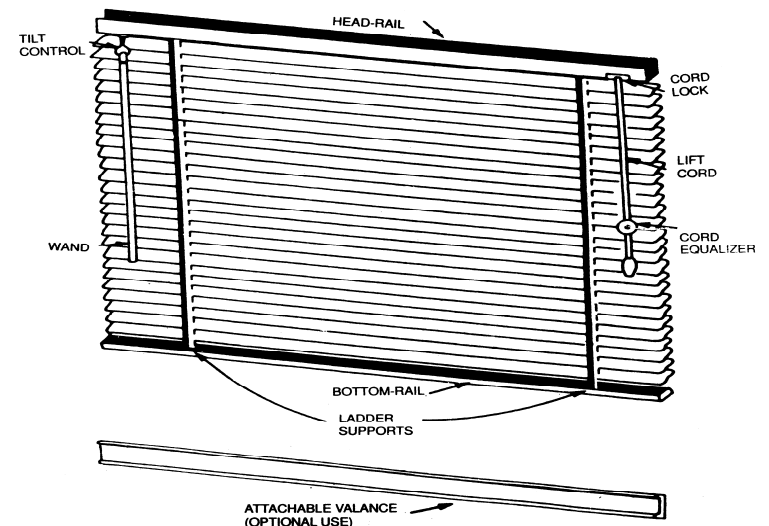 HEAD-RAIL
TILT
CONTROL
CORD
LOCK
LIFT
CORD
WAND
CORD
EQUALIZER
BOTTOM-RAIL
LADDER
SUPPORTS
ATTACHABLE VALANCE
(OPTIONAL USE)